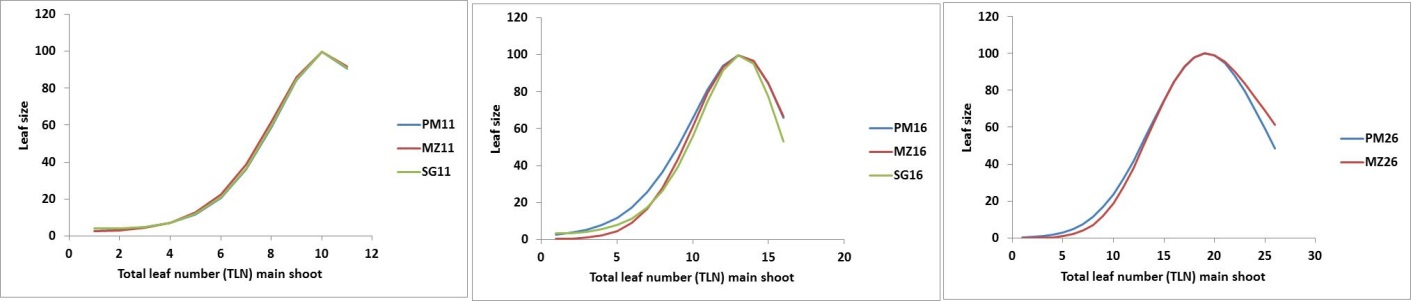 120
100
80
60
40
20
0
Leaf size
0 2 4 6 8 10 12
Total leaf number (TLN) main shoot
PM11
MZ11
SG11
120
100
80
60
40
20
0
Leaf size
0 5 10 15 20
Total leaf number (TLN) main shoot
PM16
MZ16
SG16
120
100
80
60
40
20
0
Leaf size
0 5 10 15 20 25 30
Total leaf number (TLN) main shoot
PM26
MZ26